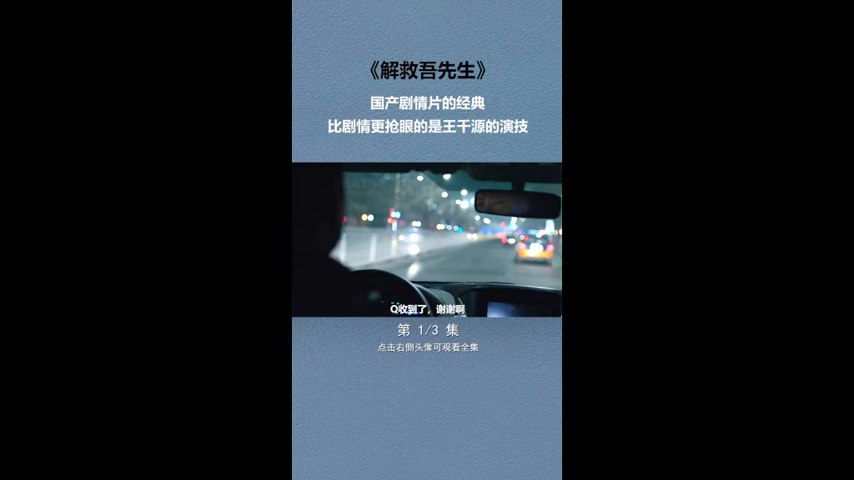 《解救吾先生》
国产剧情片的经典
比剧情更抢眼的是王千源的演技
Q收到了，谢谢啊
第 1/3 集
点击右侧头像可观看全集